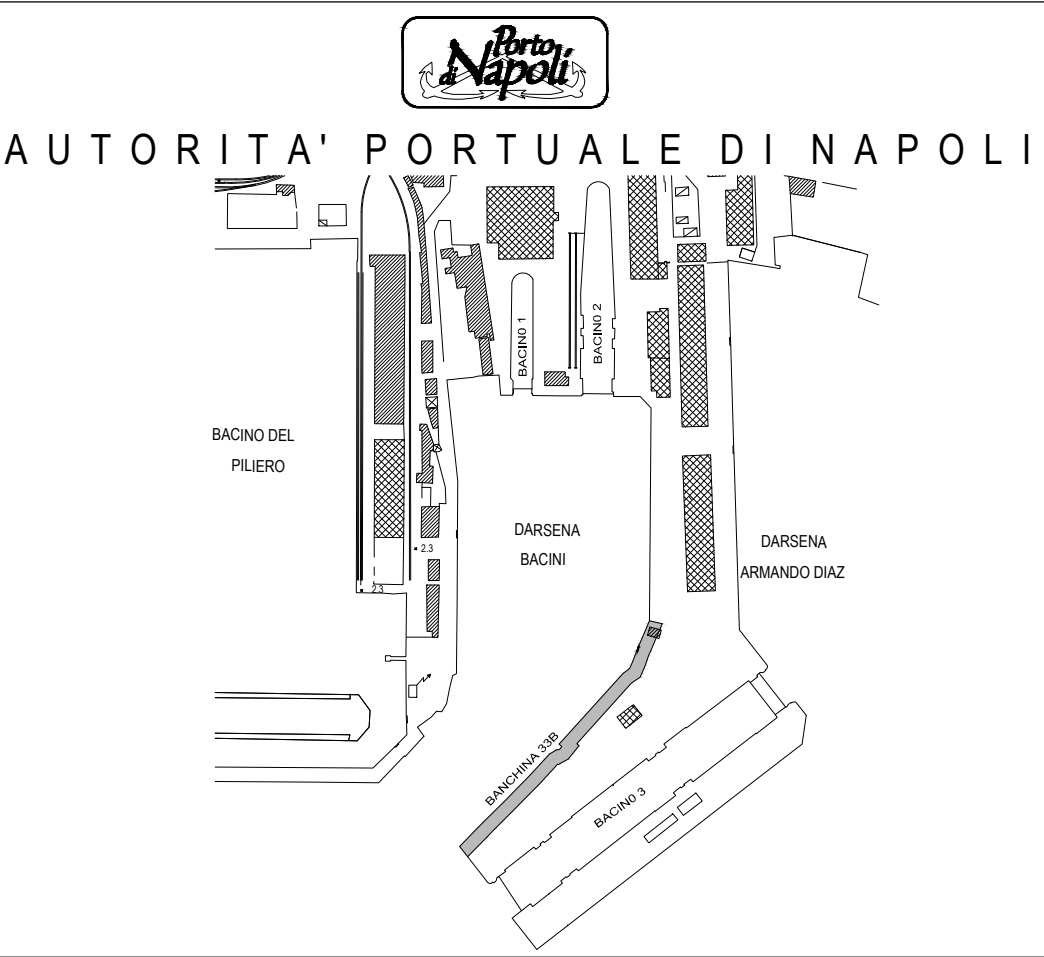 Porto
di Napoli
AUTORITA' PORTUALE DI NAPOLI
BACINO 1
BACINO 2
BACINO DEL
PILIERO
DARSENA
BACINI
DARSENA
ARMANDO DIAZ
2.3
2.3
BANCHINA 33B
BACINO 3